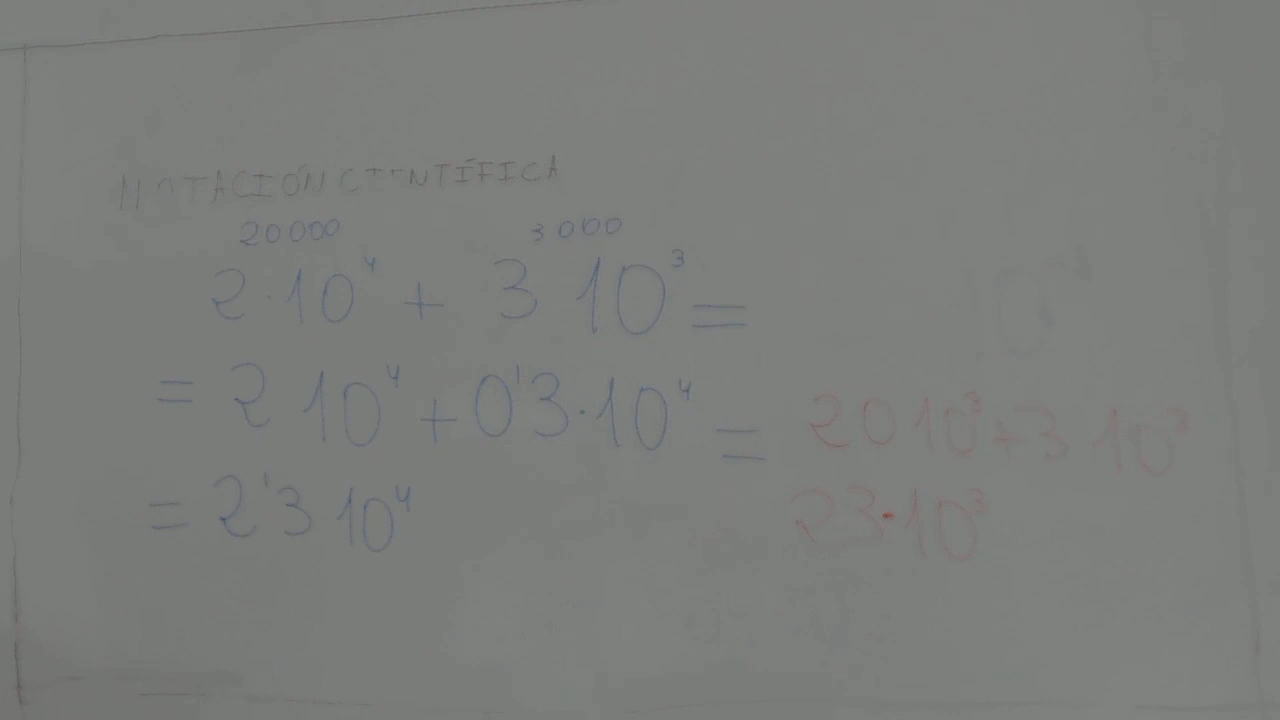 NOTACIÓN CIENTÍFICA
20000 3000
2·10⁴ + 3 10³ =
= 2 10⁴ + 0'3·10⁴ = 20 10³ + 3 10³
= 2'3 10⁴ 23·10³